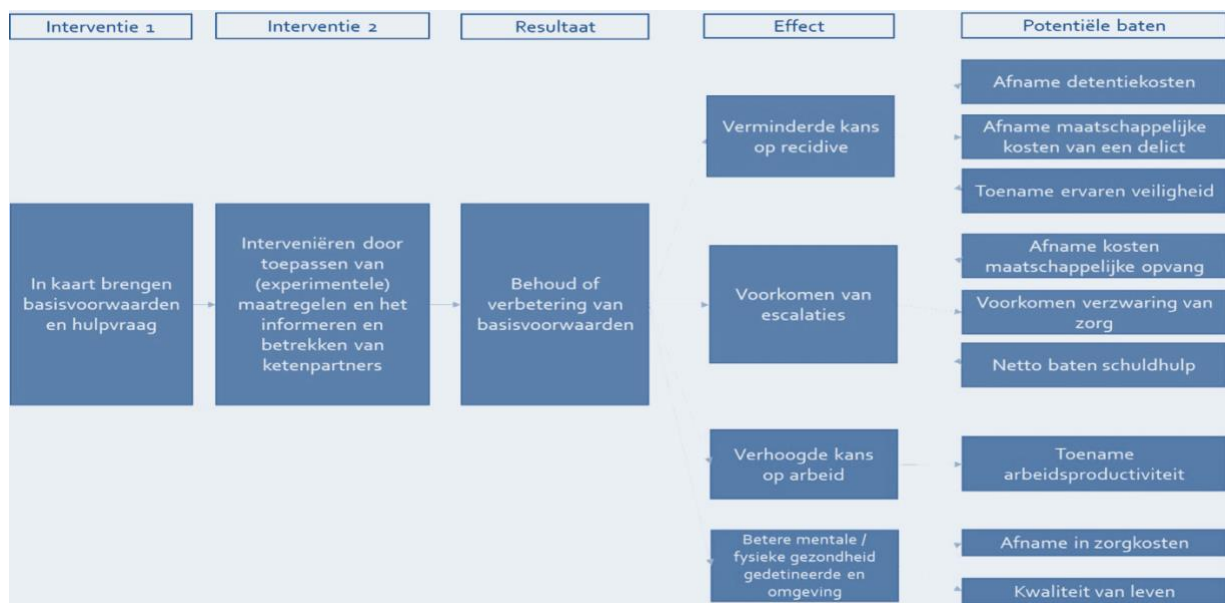 Interventie 1
Interventie 2
Resultaat
Effect
Potentiële baten
In kaart brengen
basisvoorwaarden
en hulpvraag
Interveniëren door
toepassen van
(experimentele)
maatregelen en het
informeren en
betrekken van
ketenpartners
Behoud of
verbetering van
basisvoorwaarden
Verminderde kans
op recidive
Voorkomen van
escalaties
Verhoogde kans
op arbeid
Betere mentale /
fysieke gezondheid
gedetineerde en
omgeving
Afname detentiekosten
Afname maatschappelijke
kosten van een delict
Toename ervaren veiligheid
Afname kosten
maatschappelijke opvang
Voorkomen verzwaring van
zorg
Netto baten schuldhulp
Toename
arbeidsproductiviteit
Afname in zorgkosten
Kwaliteit van leven